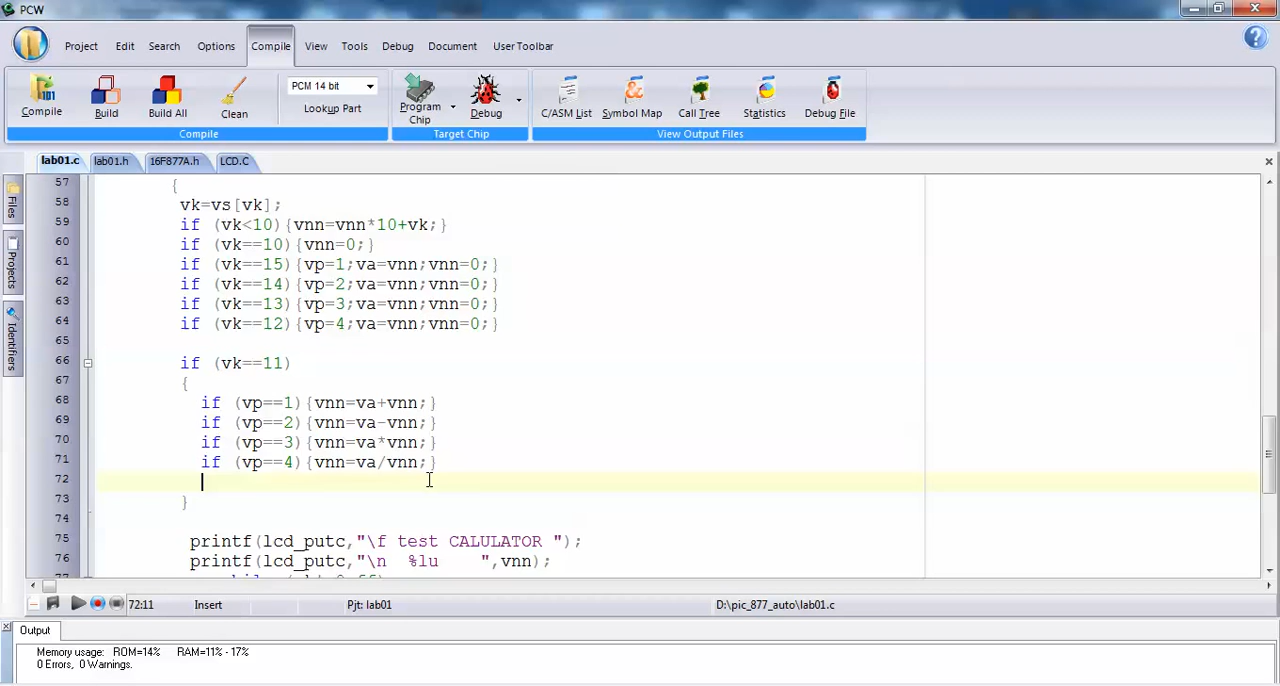 PCW
Project Edit Search Options Compile View Tools Debug Document User Toolbar
Compile Build Build All Clean PCM 14 bit Lookup Part Program Chip Debug C/ASM List Symbol Map Call Tree Statistics Debug File
Compile Target Chip View Output Files
lab01.c lab01.h 16F877A.h LCD.C
Files
Projects
Identifiers
57 {
58 vk=vs[vk];
59 if (vk<10){vnn=vnn*10+vk;}
60 if (vk==10){vnn=0;}
61 if (vk==15){vp=1;va=vnn;vnn=0;}
62 if (vk==14){vp=2;va=vnn;vnn=0;}
63 if (vk==13){vp=3;va=vnn;vnn=0;}
64 if (vk==12){vp=4;va=vnn;vnn=0;}
65
66 if (vk==11)
67 {
68 if (vp==1){vnn=va+vnn;}
69 if (vp==2){vnn=va-vnn;}
70 if (vp==3){vnn=va*vnn;}
71 if (vp==4){vnn=va/vnn;}
72
73 }
74
75 printf(lcd_putc,"\f test CALULATOR ");
76 printf(lcd_putc,"\n %lu ",vnn);
72:11 Insert Pjt: lab01 D:\pic_877_auto\lab01.c
Output
Memory usage: ROM=14% RAM=11% - 17%
0 Errors, 0 Warnings.